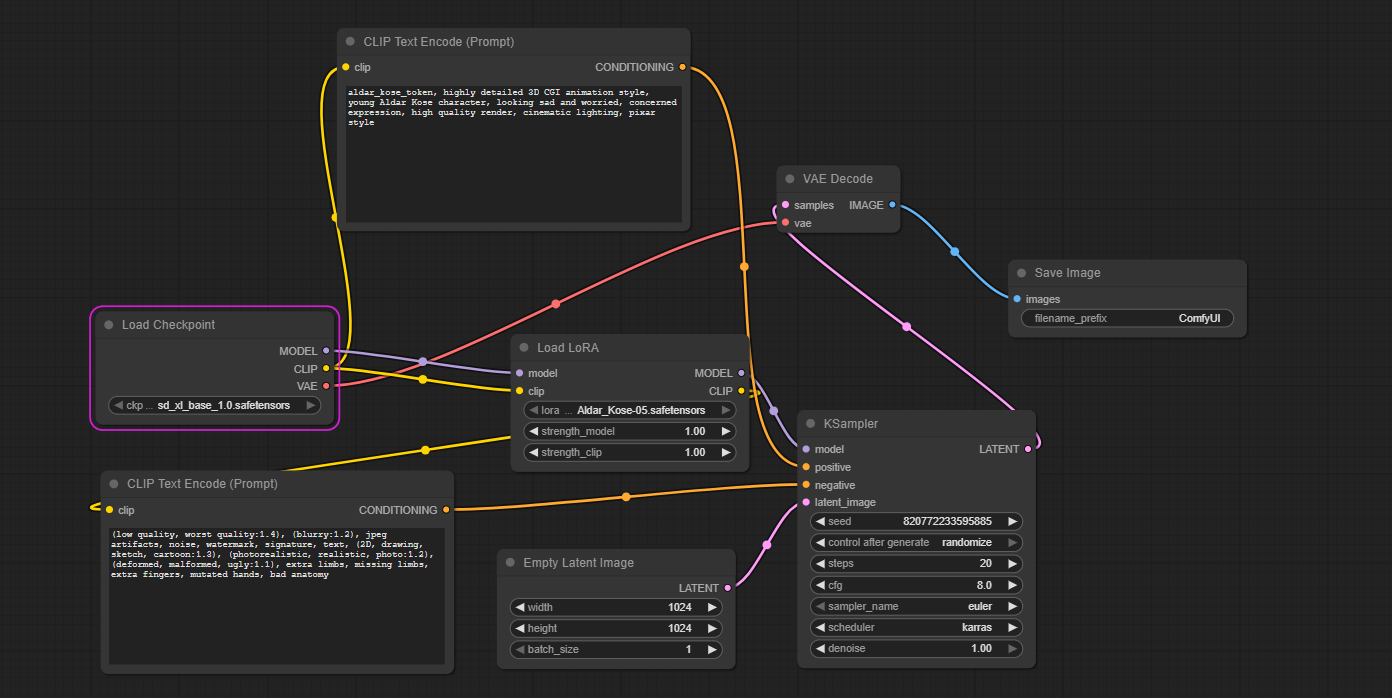 CLIP Text Encode (Prompt)
clip
CONDITIONING
aldar_kose_token, highly detailed 3D CGI animation style,
young Aldar Kose character, looking sad and worried, concerned
expression, high quality render, cinematic lighting, pixar
style
VAE Decode
samples
IMAGE
vae
Save Image
images
filename_prefix
ComfyUI
Load Checkpoint
MODEL
CLIP
VAE
ckp ...
sd_xl_base_1.0.safetensors
Load LoRA
model
MODEL
clip
CLIP
lora ...
Aldar_Kose-05.safetensors
strength_model
1.00
strength_clip
1.00
KSampler
model
LATENT
positive
negative
latent_image
seed
820772233595885
control after generate
randomize
steps
20
cfg
8.0
sampler_name
euler
scheduler
karras
denoise
1.00
CLIP Text Encode (Prompt)
clip
CONDITIONING
(low quality, worst quality:1.4), (blurry:1.2), jpeg
artifacts, noise, watermark, signature, text, (2D, drawing,
sketch, cartoon:1.3), (photorealistic, realistic, photo:1.2),
(deformed, malformed, ugly:1.1), extra limbs, missing limbs,
extra fingers, mutated hands, bad anatomy
Empty Latent Image
LATENT
width
1024
height
1024
batch_size
1